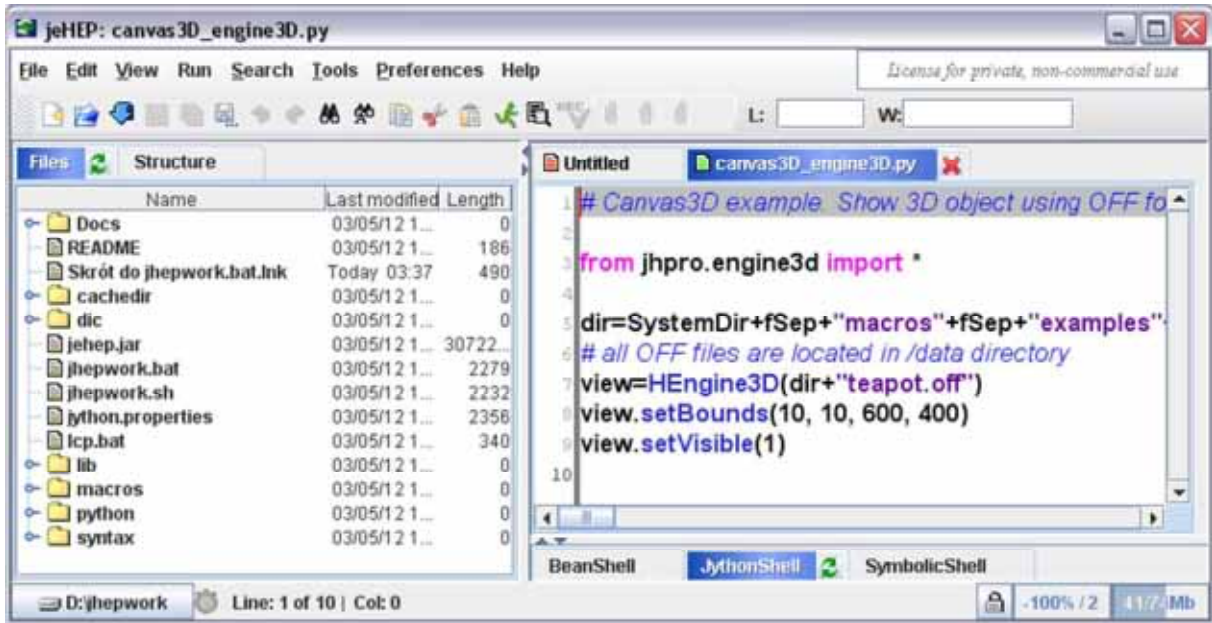 jeHEP: canvas3D_engine3D.py
File Edit View Run Search Tools Preferences Help
License for private, non-commercial use
L: W:
Files Structure
Name Last modified Length
Docs 03/05/12 1... 0
README 03/05/12 1... 186
Skrót do jhepwork.bat.lnk Today 03:37 490
cachedir 03/05/12 1... 0
dic 03/05/12 1... 0
jehep.jar 03/05/12 1... 30722...
jhepwork.bat 03/05/12 1... 2279
jhepwork.sh 03/05/12 1... 2232
jython.properties 03/05/12 1... 2356
lcp.bat 03/05/12 1... 340
lib 03/05/12 1... 0
macros 03/05/12 1... 0
python 03/05/12 1... 0
syntax 03/05/12 1... 0
Untitled canvas3D_engine3D.py
1 # Canvas3D example Show 3D object using OFF fo
2
3 from jhpro.engine3d import *
4
5 dir=SystemDir+fSep+"macros"+fSep+"examples"
6 # all OFF files are located in /data directory
7 view=HEngine3D(dir+"teapot.off")
8 view.setBounds(10, 10, 600, 400)
9 view.setVisible(1)
10
BeanShell JythonShell SymbolicShell
D:\jhepwork Line: 1 of 10 | Col: 0 -100% / 2